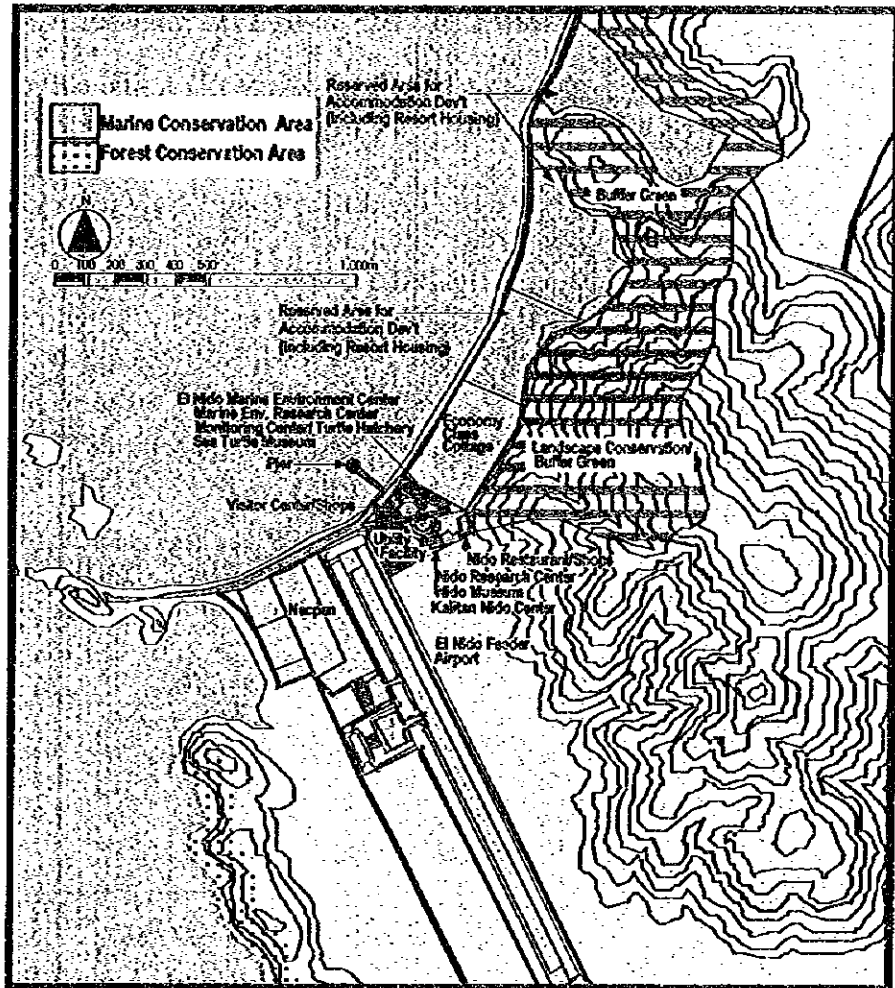 Reserved Area for
Accommodation Dev't
(Including Resort Housing)
Marine Conservation Area
Forest Conservation Area
Buffer Green
N
0 100 200 300 400 500 1,000m
Reserved Area for
Accommodation Dev't
(Including Resort Housing)
El Nido Marine Environment Center
Marine Env. Research Center
Monitoring Center/ Turtle Hatchery
Sea Turtle Museum
Economy
Class
Cottage
Landscape Conservation/
Buffer Green
Pier
Visitor Center/Shops
Utility
Facility
Nido Restaurant/Shops
Nido Research Center
Nido Museum
Kalitan Nido Center
Nacpan
El Nido Feeder
Airport